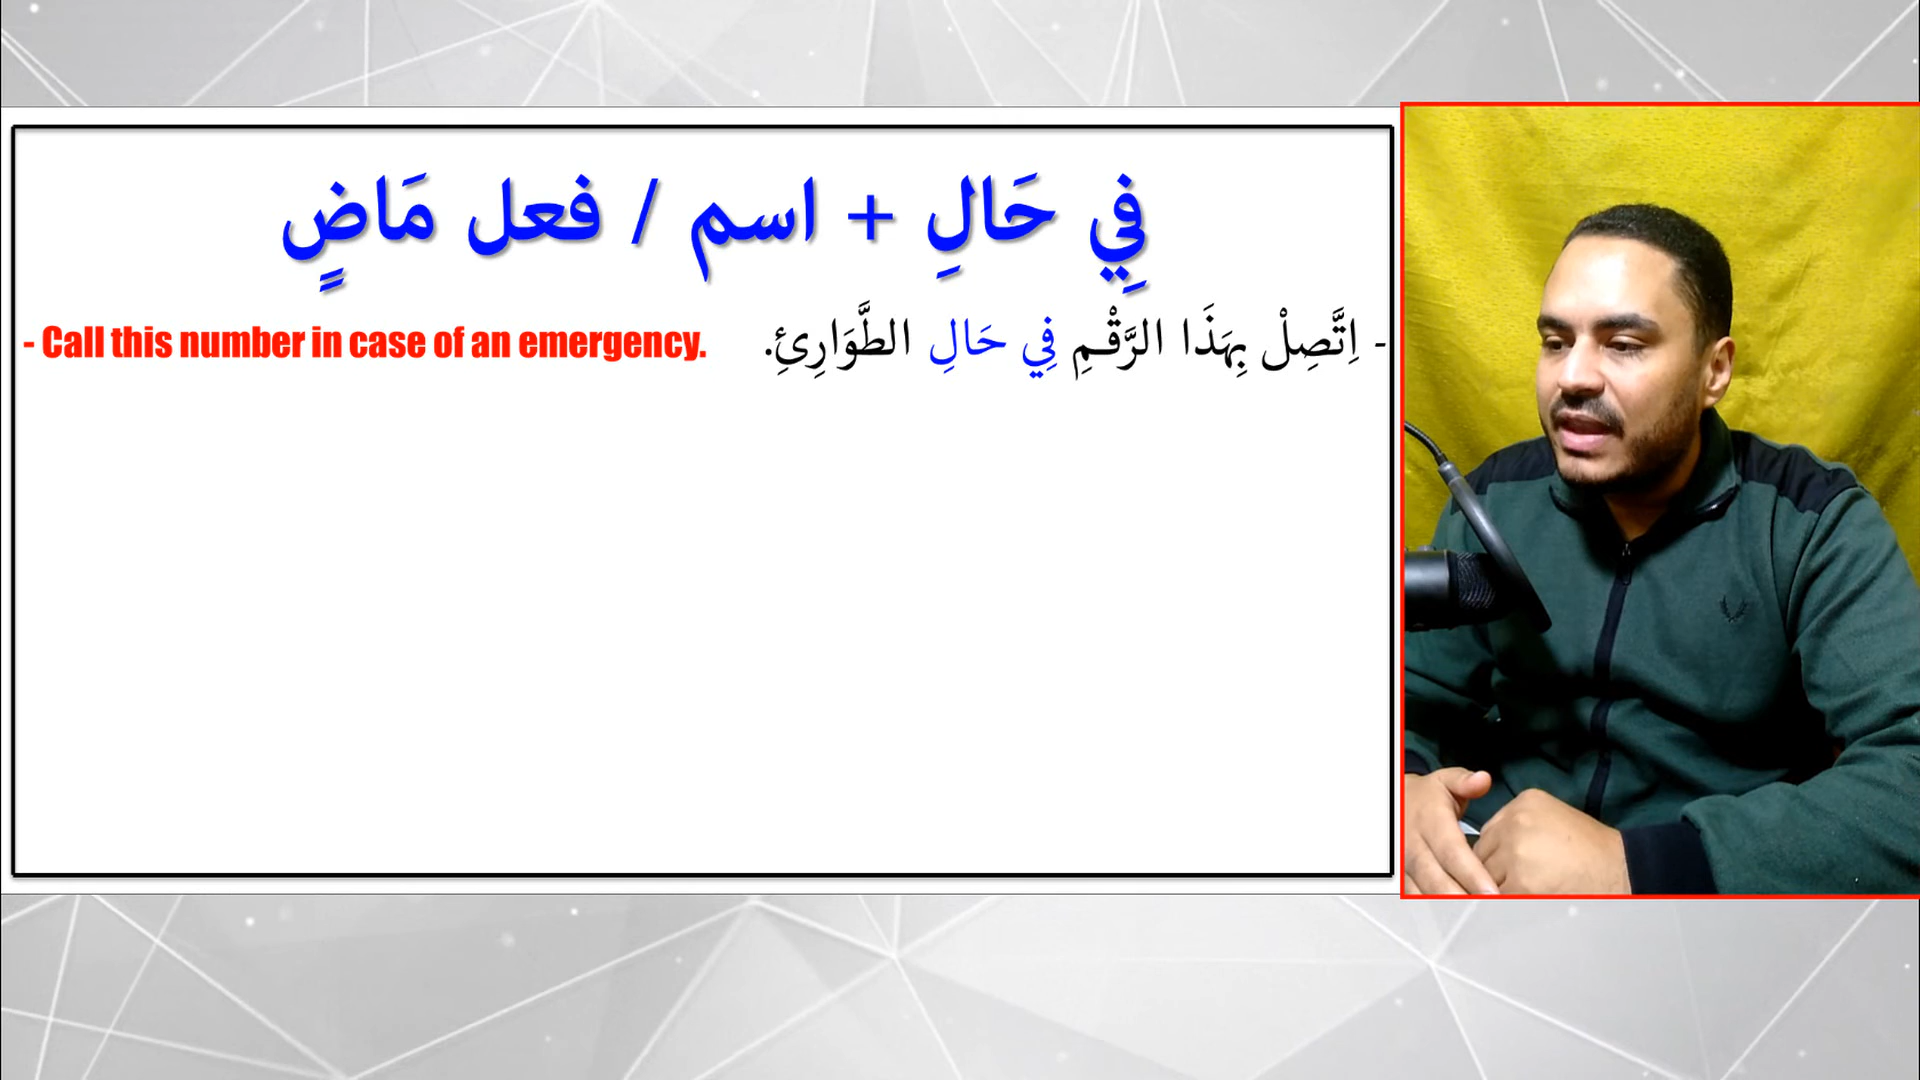 فِي حَالِ + اسم / فعل مَاضٍ
- اِتَّصِلْ بِهَذَا الرَّقْمِ فِي حَالِ الطَّوَارِئِ.
- Call this number in case of an emergency.